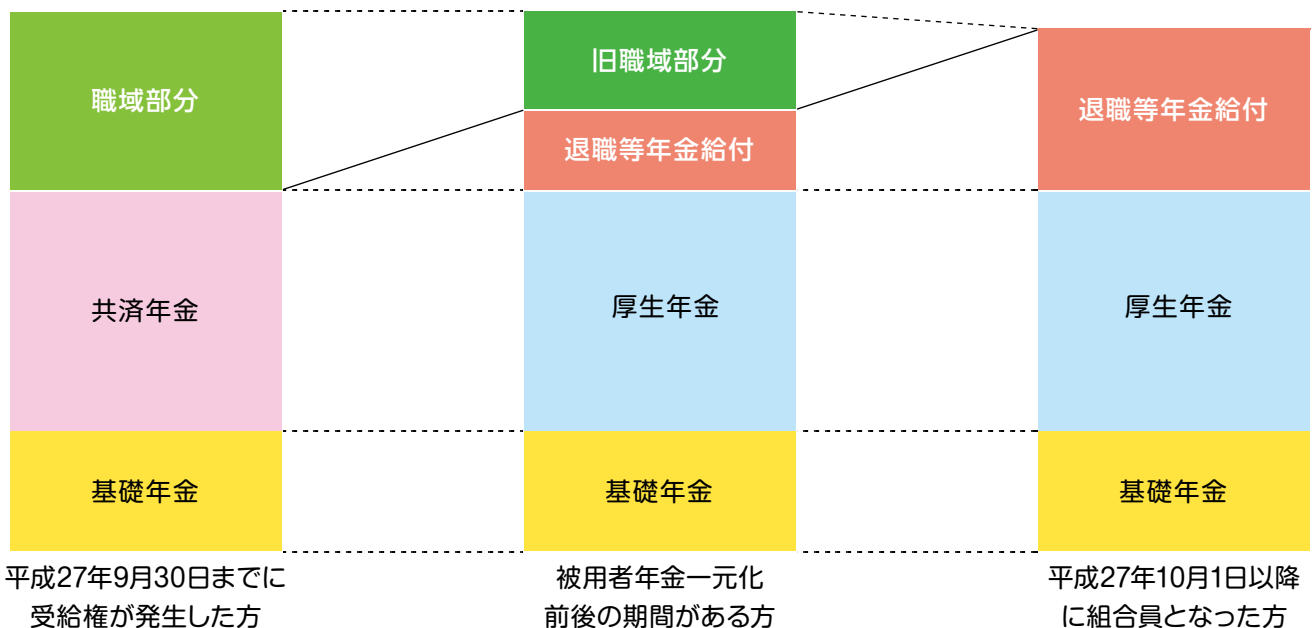 職域部分
共済年金
基礎年金
平成27年9月30日までに
受給権が発生した方
旧職域部分
退職等年金給付
厚生年金
基礎年金
被用者年金一元化
前後の期間がある方
退職等年金給付
厚生年金
基礎年金
平成27年10月1日以降
に組合員となった方